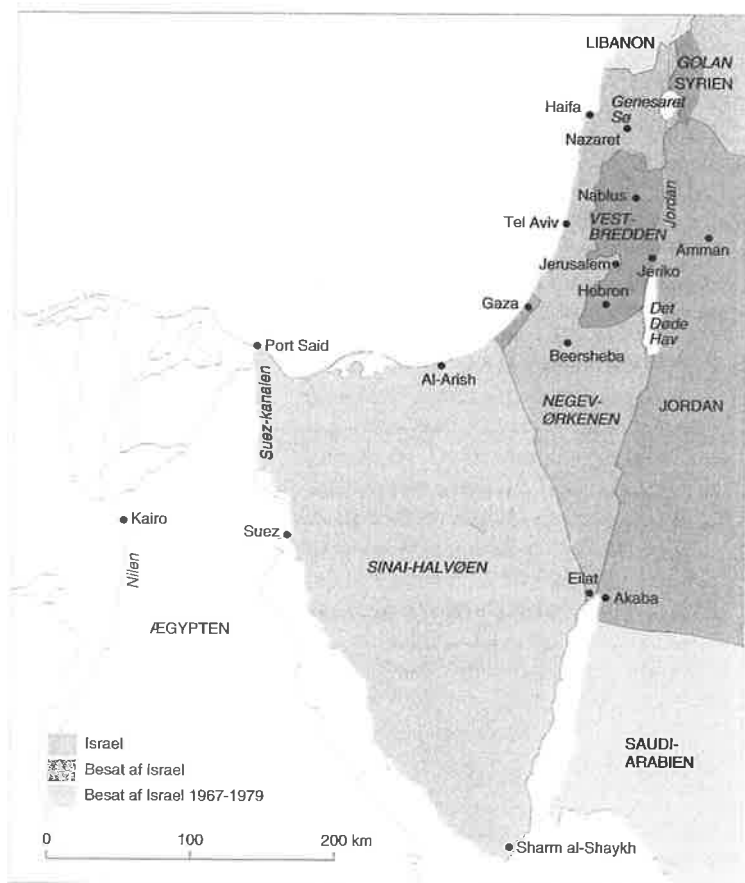 LIBANON
GOLAN
SYRIEN
Haifa
Genesaret
Sø
Nazaret
Nablus
Jordan
Tel Aviv
VEST-
BREDDEN
Amman
Jerusalem
Jeriko
Gaza
Hebron
Det
Døde
Hav
Port Said
Beersheba
Al-Arish
Suez-kanalen
NEGEV-
ØRKENEN
JORDAN
Kairo
Suez
SINAI-HALVØEN
Nilen
Eilat
Akaba
ÆGYPTEN
Israel
Besat af Israel
Besat af Israel 1967-1979
SAUDI-
ARABIEN
0 100 200 km
Sharm al-Shaykh